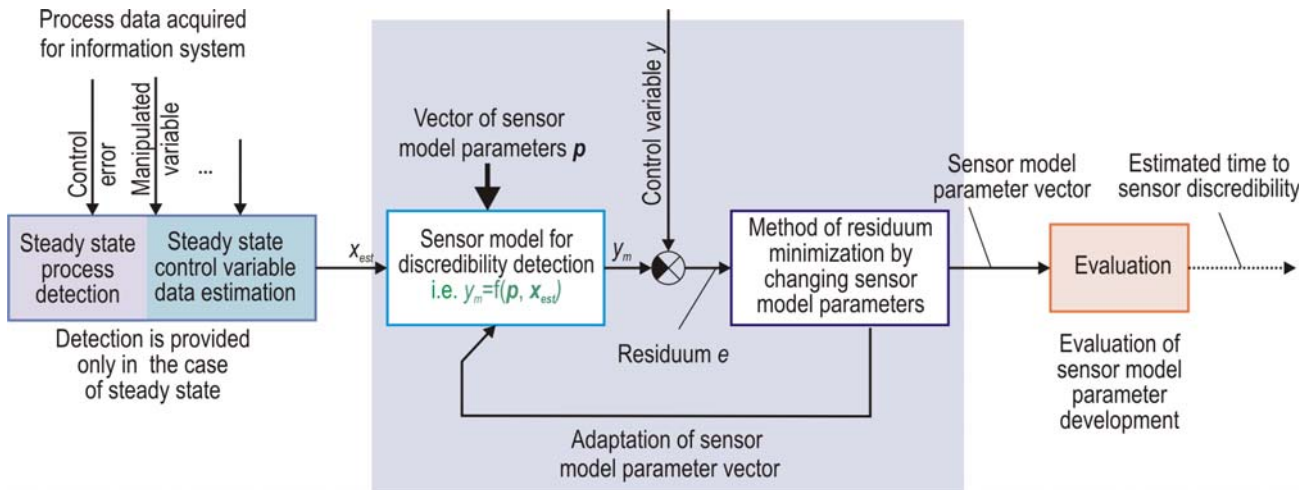 Process data acquired
for information system
Control
error
Manipulated
variable
...
Steady state
process
detection
Steady state
control variable
data estimation
Detection is provided
only in the case
of steady state
x_est
Vector of sensor
model parameters p
Sensor model for
discredibility detection
i.e. y_m=f(p, x_est)
y_m
Control variable y
Residuum e
Method of residuum
minimization by
changing sensor
model parameters
Adaptation of sensor
model parameter vector
Sensor model
parameter vector
Evaluation
Evaluation of
sensor model
parameter
development
Estimated time to
sensor discredibility